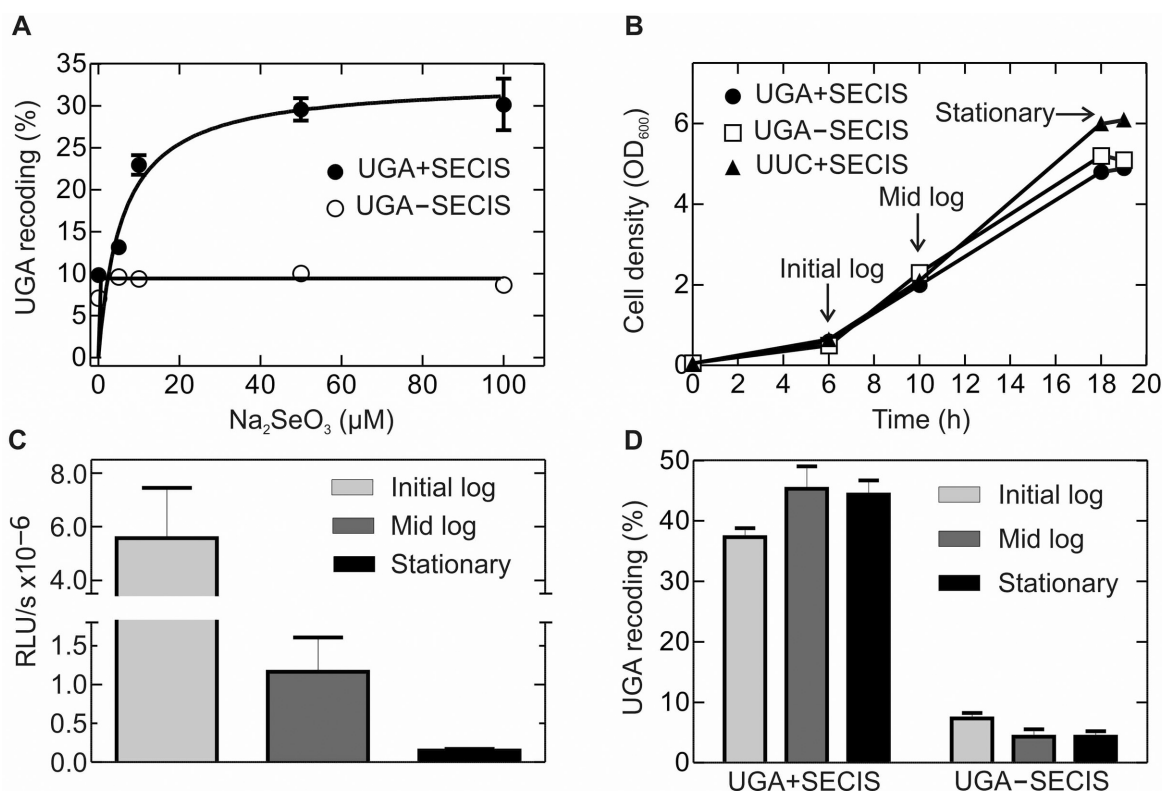 A
UGA recoding (%)
35
30
25
20
15
10
5
0
UGA+SECIS
UGA−SECIS
0 20 40 60 80 100
Na₂SeO₃ (µM)
B
Cell density (OD₆₀₀)
6
4
2
0
UGA+SECIS
UGA−SECIS
UUC+SECIS
Stationary
Mid log
Initial log
0 2 4 6 8 10 12 14 16 18 20
Time (h)
C
RLU/s x10−6
8.0
6.0
4.0
1.5
1.0
0.5
0.0
Initial log
Mid log
Stationary
D
UGA recoding (%)
50
40
30
20
10
0
Initial log
Mid log
Stationary
UGA+SECIS UGA−SECIS